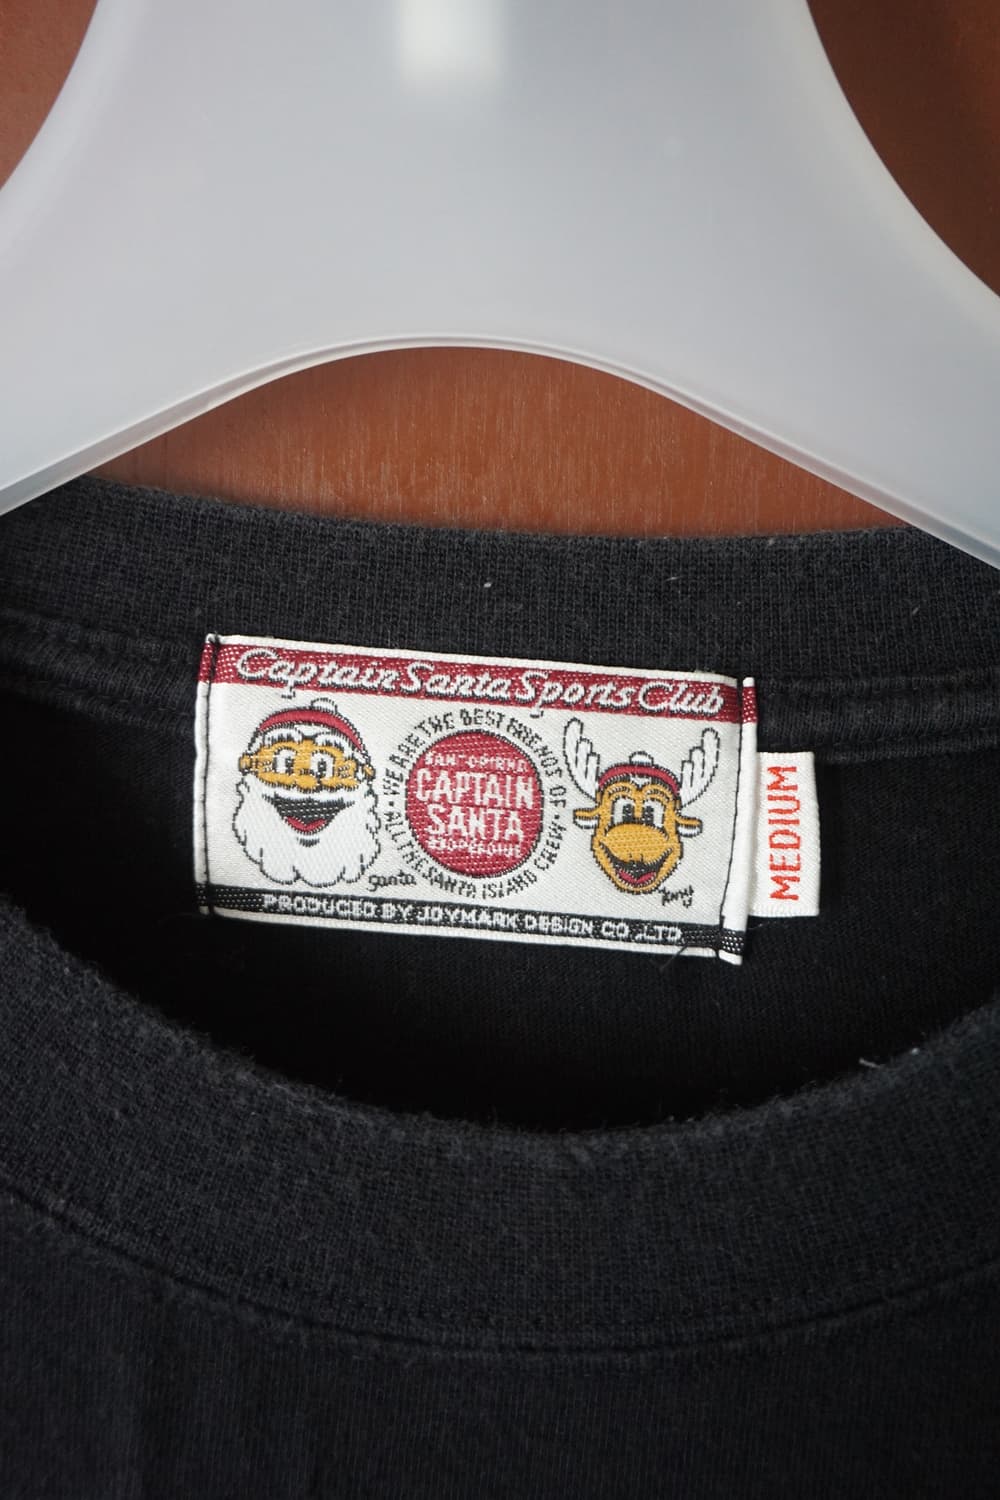 Captain Santa Sports Club
WE ARE THE BEST FRIENDS OF
CAPTAIN
SANTA
ALL THE SANTA ISLAND CREW
santa
PRODUCED BY JOYMARK DESIGN CO.,LTD.
MEDIUM